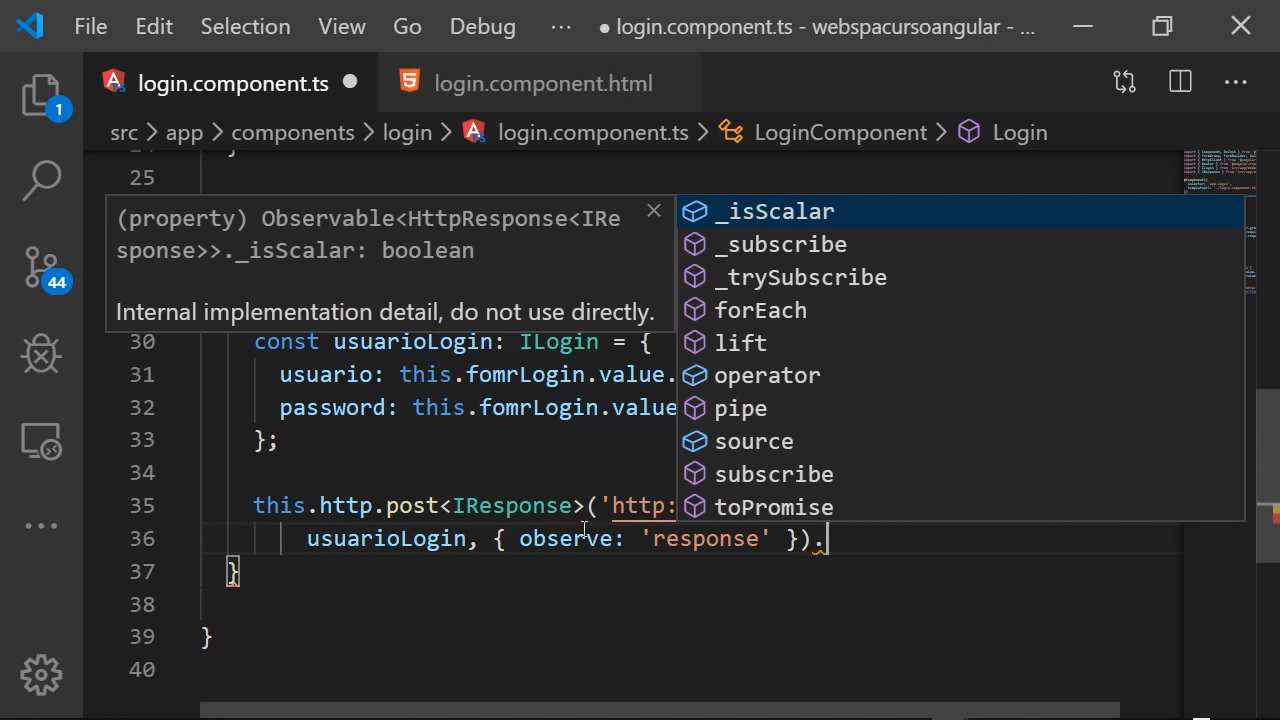 File Edit Selection View Go Debug ··· ● login.component.ts - webspacursoangular - ...
login.component.ts ● login.component.html
src > app > components > login > login.component.ts > LoginComponent > Login
25
(property) Observable<HttpResponse<IRe
sponse>>._isScalar: boolean
Internal implementation detail, do not use directly.
_isScalar
_subscribe
_trySubscribe
forEach
lift
operator
pipe
source
subscribe
toPromise
30 const usuarioLogin: ILogin = {
31 usuario: this.fomrLogin.value.
32 password: this.fomrLogin.value
33 };
34
35 this.http.post<IResponse>('http:
36 usuarioLogin, { observe: 'response' }).
37 }
38
39 }
40
1
44